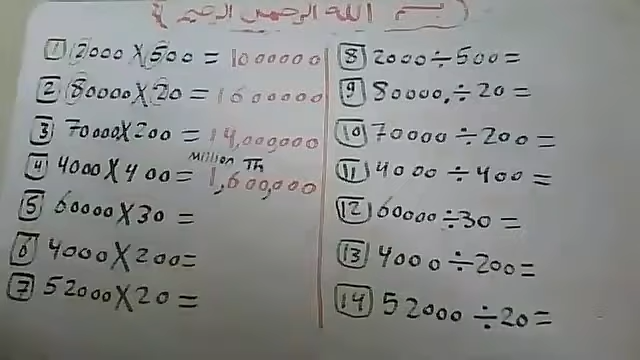 بسم الله الرحمن الرحيم
1 2000 X 500 = 1000000
2 80000 X 20 = 1600000
3 70000 X 200 = 14,000,000
Million Th
4 4000 X 400 = 1,600,000
5 60000 X 30 =
6 4000 X 200 =
7 52000 X 20 =
8 2000 ÷ 500 =
9 80000 ÷ 20 =
10 70000 ÷ 200 =
11 4000 ÷ 400 =
12 60000 ÷ 30 =
13 4000 ÷ 200 =
14 52000 ÷ 20 =